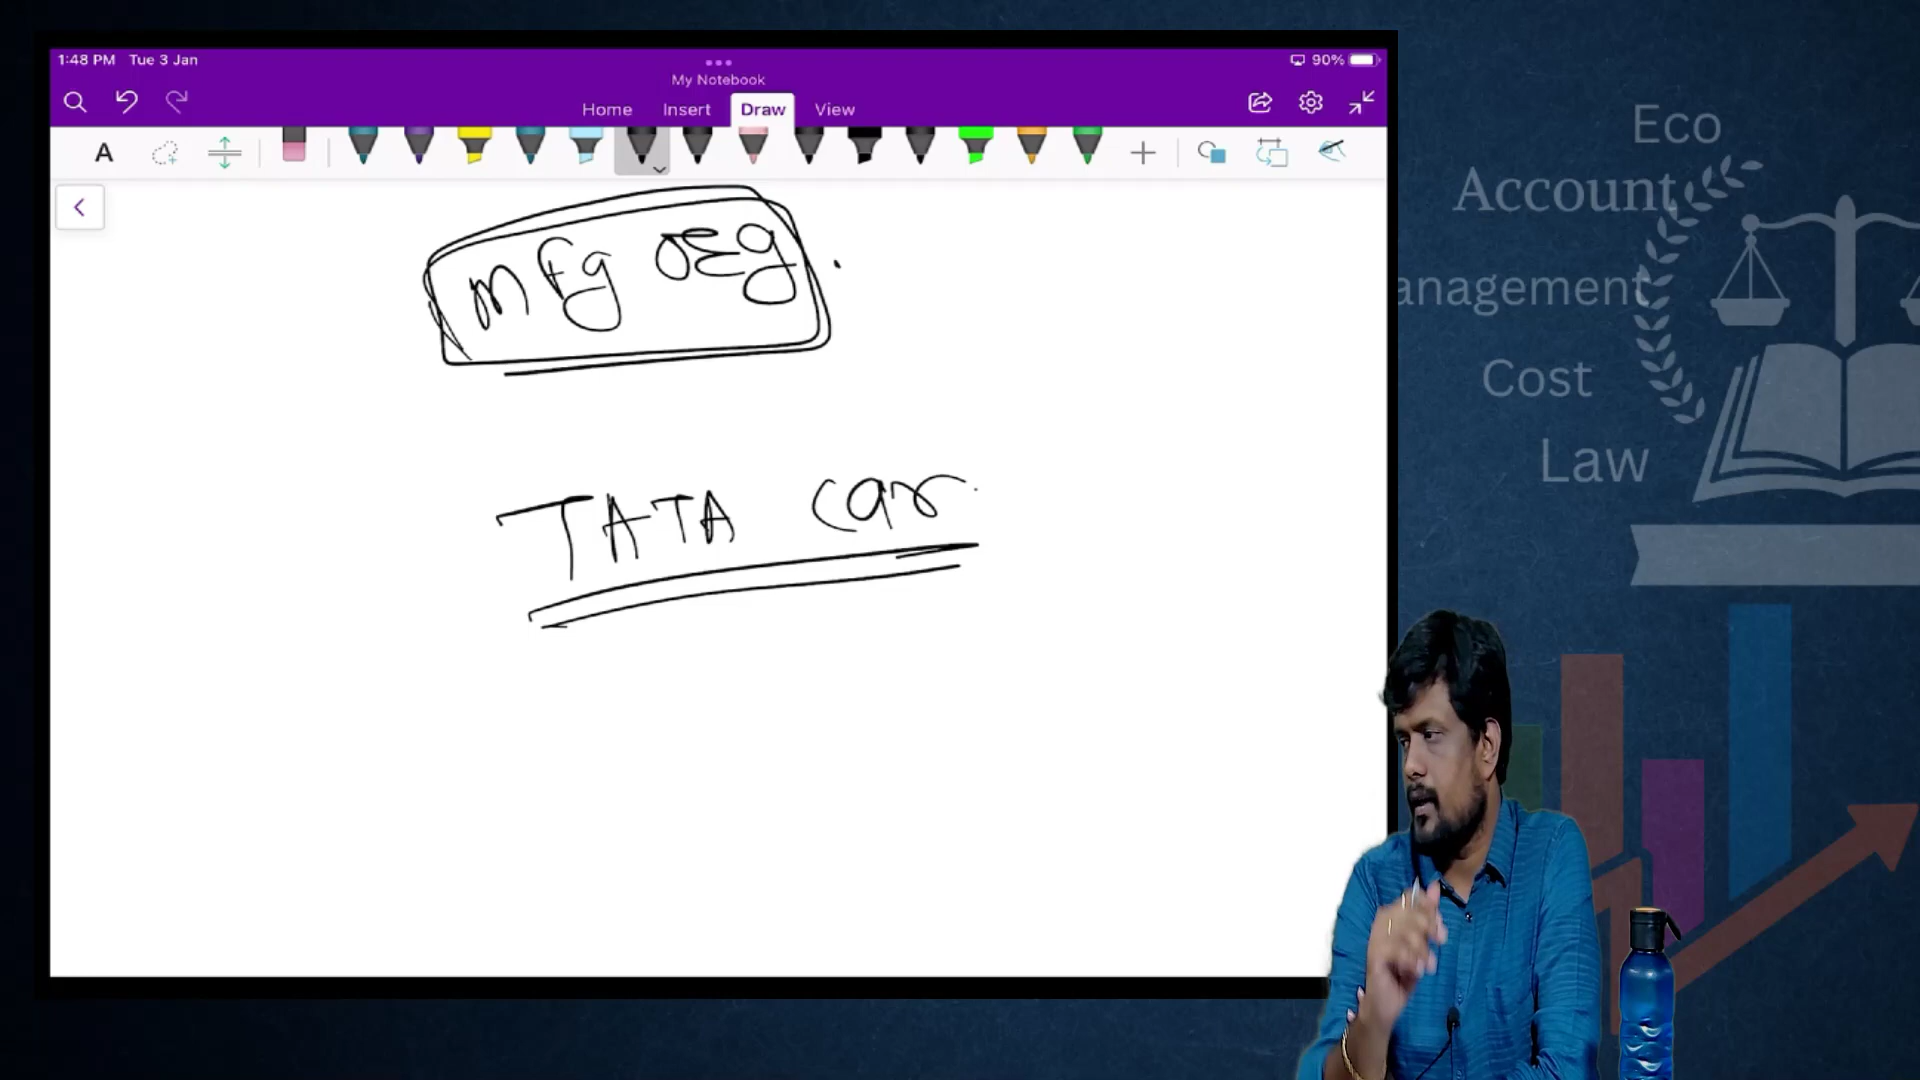 1:48 PM Tue 3 Jan
90%
My Notebook
Home Insert Draw View
A
mfg org.
TATA car
Eco
Account
anagement
Cost
Law